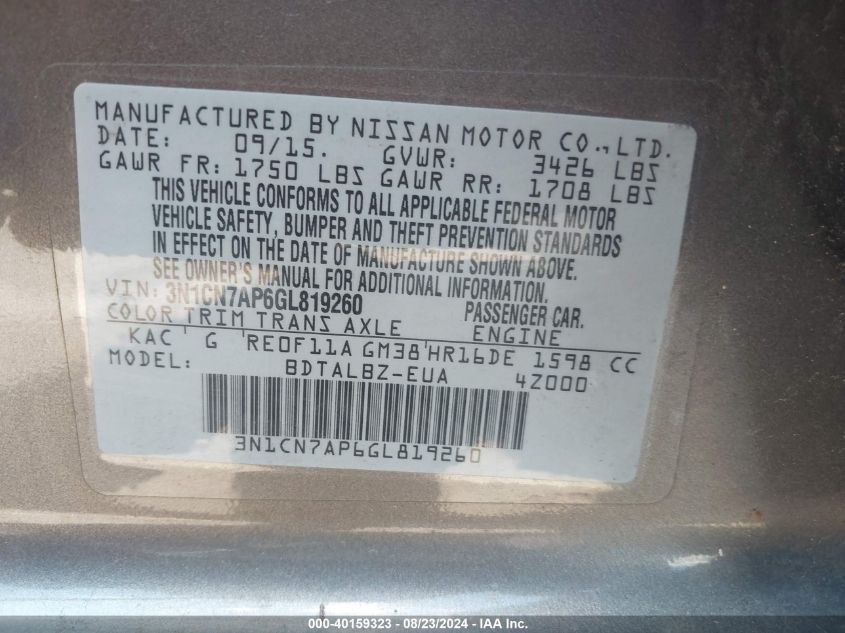 MANUFACTURED BY NISSAN MOTOR CO.,LTD.
DATE: 09/15. GVWR: 3426 LBS
GAWR FR: 1750 LBS GAWR RR: 1708 LBS
THIS VEHICLE CONFORMS TO ALL APPLICABLE FEDERAL MOTOR
VEHICLE SAFETY, BUMPER AND THEFT PREVENTION STANDARDS
IN EFFECT ON THE DATE OF MANUFACTURE SHOWN ABOVE.
SEE OWNER'S MANUAL FOR ADDITIONAL INFORMATION.
VIN: 3N1CN7AP6GL819260 PASSENGER CAR.
COLOR TRIM TRANS AXLE ENGINE
KAC G RE0F11A GM38 HR16DE 1598 CC
MODEL: BDTALBZ-EUA 4Z000
3N1CN7AP6GL819260
000-40159323 - 08/23/2024 - IAAI.com